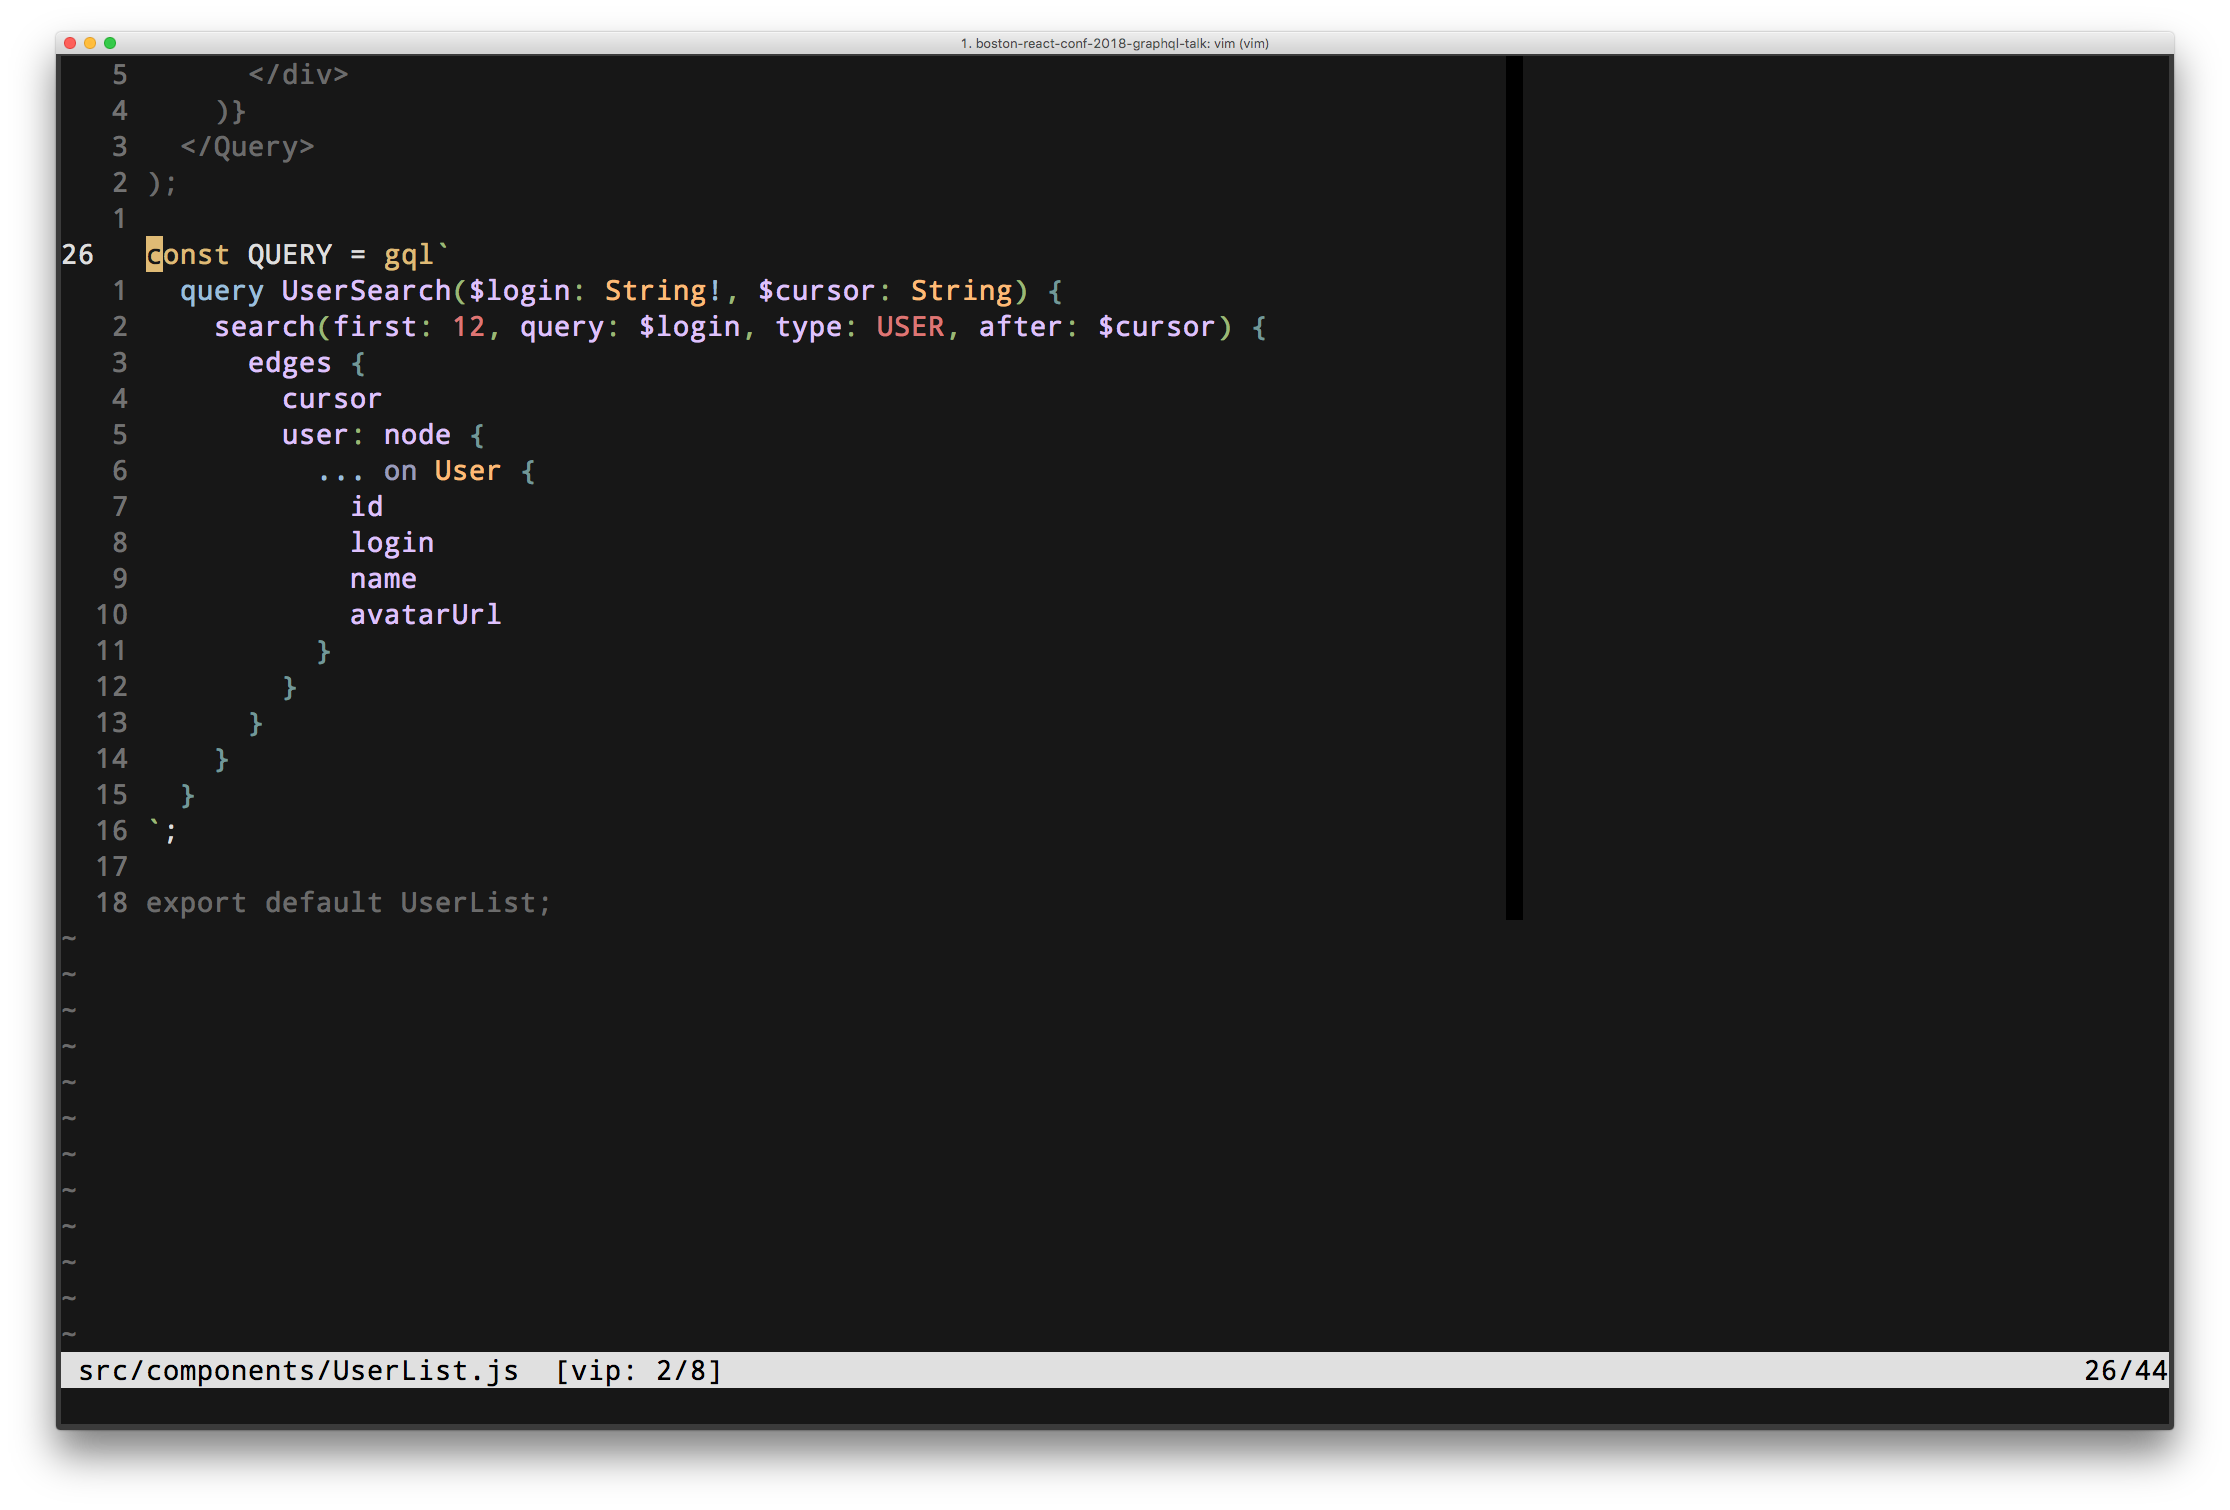 1. boston-react-conf-2018-graphql-talk: vim (vim)
5       </div>
4     )}
3   </Query>
2 );
1
26 const QUERY = gql`
1   query UserSearch($login: String!, $cursor: String) {
2     search(first: 12, query: $login, type: USER, after: $cursor) {
3       edges {
4         cursor
5         user: node {
6           ... on User {
7             id
8             login
9             name
10             avatarUrl
11           }
12         }
13       }
14     }
15   }
16 `;
17
18 export default UserList;
~
~
~
~
~
~
~
~
~
~
~
~
src/components/UserList.js  [vip: 2/8] 26/44